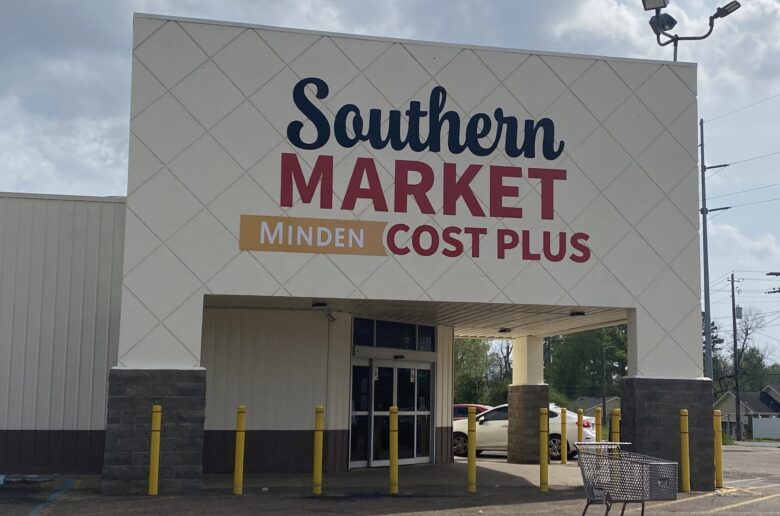 Southern
MARKET
MINDEN COST PLUS